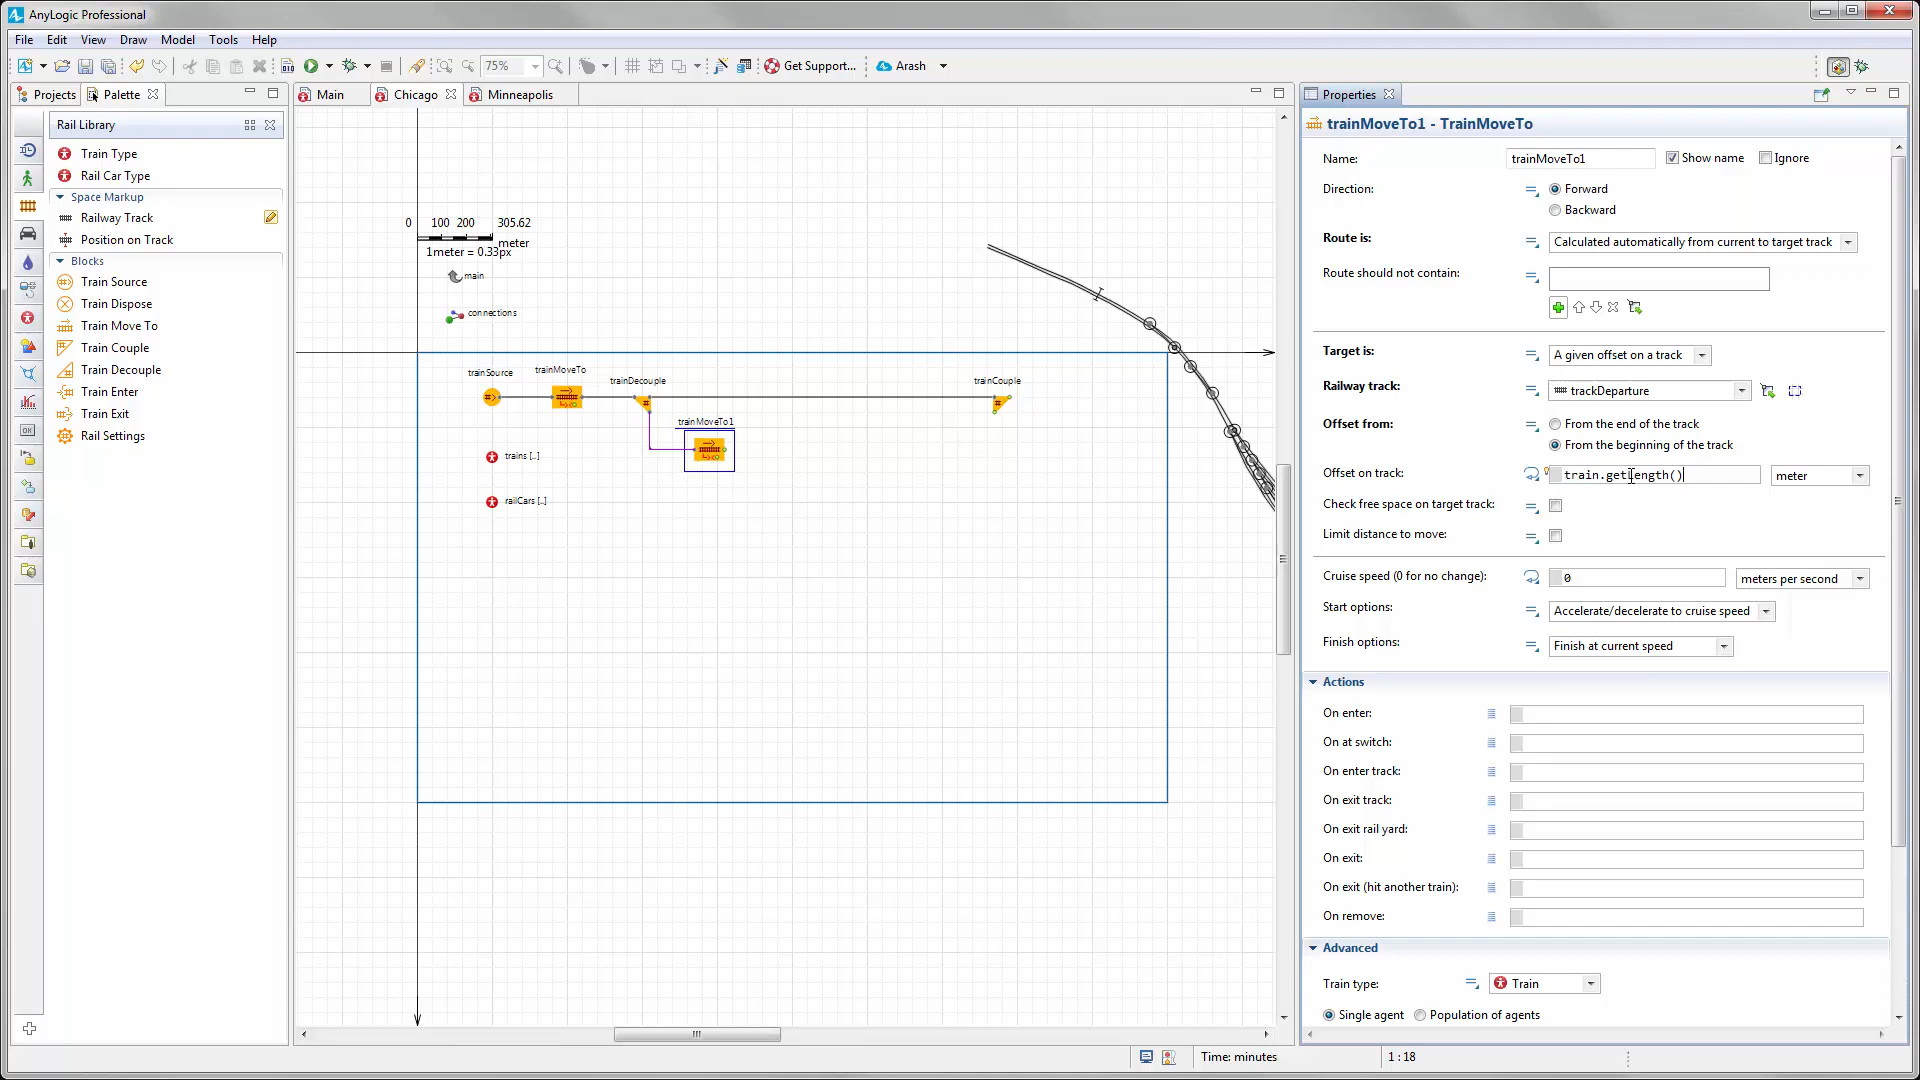 AnyLogic Professional
File Edit View Draw Model Tools Help
75% Get Support... Arash
Projects Palette
Rail Library
Train Type
Rail Car Type
Space Markup
Railway Track
Position on Track
Blocks
Train Source
Train Dispose
Train Move To
Train Couple
Train Decouple
Train Enter
Train Exit
Rail Settings
Main Chicago Minneapolis
0 100 200 305.62
meter
1meter = 0.33px
main
connections
trainSource trainMoveTo trainDecouple trainCouple
trainMoveTo1
trains [..]
railCars [..]
Properties
trainMoveTo1 - TrainMoveTo
Name: trainMoveTo1 Show name Ignore
Direction: Forward
Backward
Route is: Calculated automatically from current to target track
Route should not contain:
Target is: A given offset on a track
Railway track: trackDeparture
Offset from: From the end of the track
From the beginning of the track
Offset on track: train.getLength() meter
Check free space on target track:
Limit distance to move:
Cruise speed (0 for no change): 0 meters per second
Start options: Accelerate/decelerate to cruise speed
Finish options: Finish at current speed
Actions
On enter:
On at switch:
On enter track:
On exit track:
On exit rail yard:
On exit:
On exit (hit another train):
On remove:
Advanced
Train type: Train
Single agent Population of agents
Time: minutes 1 : 18